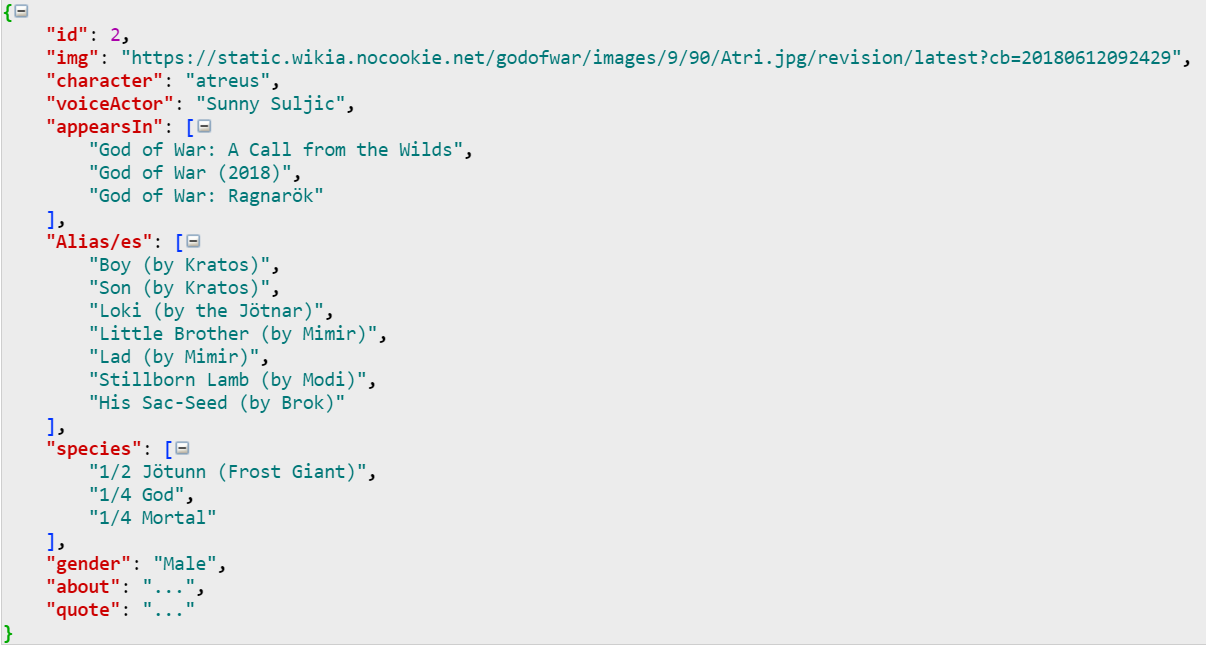 {
    "id": 2,
    "img": "https://static.wikia.nocookie.net/godofwar/images/9/90/Atri.jpg/revision/latest?cb=20180612092429",
    "character": "atreus",
    "voiceActor": "Sunny Suljic",
    "appearsIn": [
        "God of War: A Call from the Wilds",
        "God of War (2018)",
        "God of War: Ragnarök"
    ],
    "Alias/es": [
        "Boy (by Kratos)",
        "Son (by Kratos)",
        "Loki (by the Jötnar)",
        "Little Brother (by Mimir)",
        "Lad (by Mimir)",
        "Stillborn Lamb (by Modi)",
        "His Sac-Seed (by Brok)"
    ],
    "species": [
        "1/2 Jötunn (Frost Giant)",
        "1/4 God",
        "1/4 Mortal"
    ],
    "gender": "Male",
    "about": "...",
    "quote": "..."
}